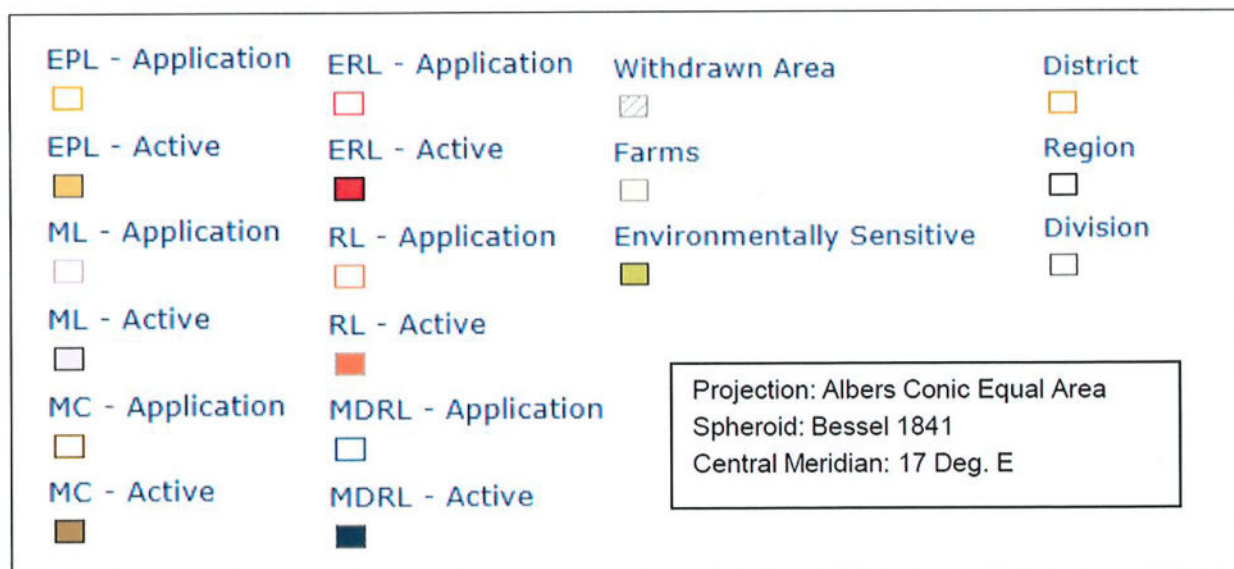 EPL - Application
EPL - Active
ML - Application
ML - Active
MC - Application
MC - Active
ERL - Application
ERL - Active
RL - Application
RL - Active
MDRL - Application
MDRL - Active
Withdrawn Area
Farms
Environmentally Sensitive
District
Region
Division
Projection: Albers Conic Equal Area
Spheroid: Bessel 1841
Central Meridian: 17 Deg. E